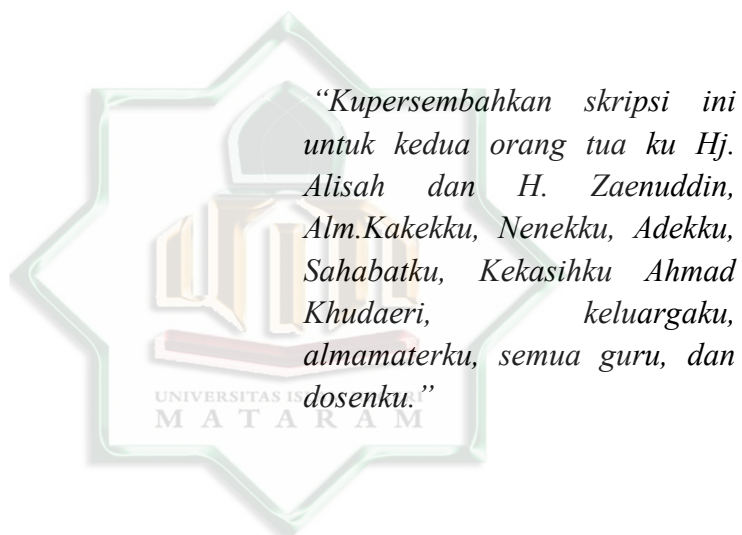 “Kupersembahkan skripsi ini
untuk kedua orang tua ku Hj.
Alisah dan H. Zaenuddin,
Alm.Kakekku, Nenekku, Adekku,
Sahabatku, Kekasihku Ahmad
Khudaeri, keluargaku,
almamaterku, semua guru, dan
dosenku.”
UNIVERSITAS
MATARAM